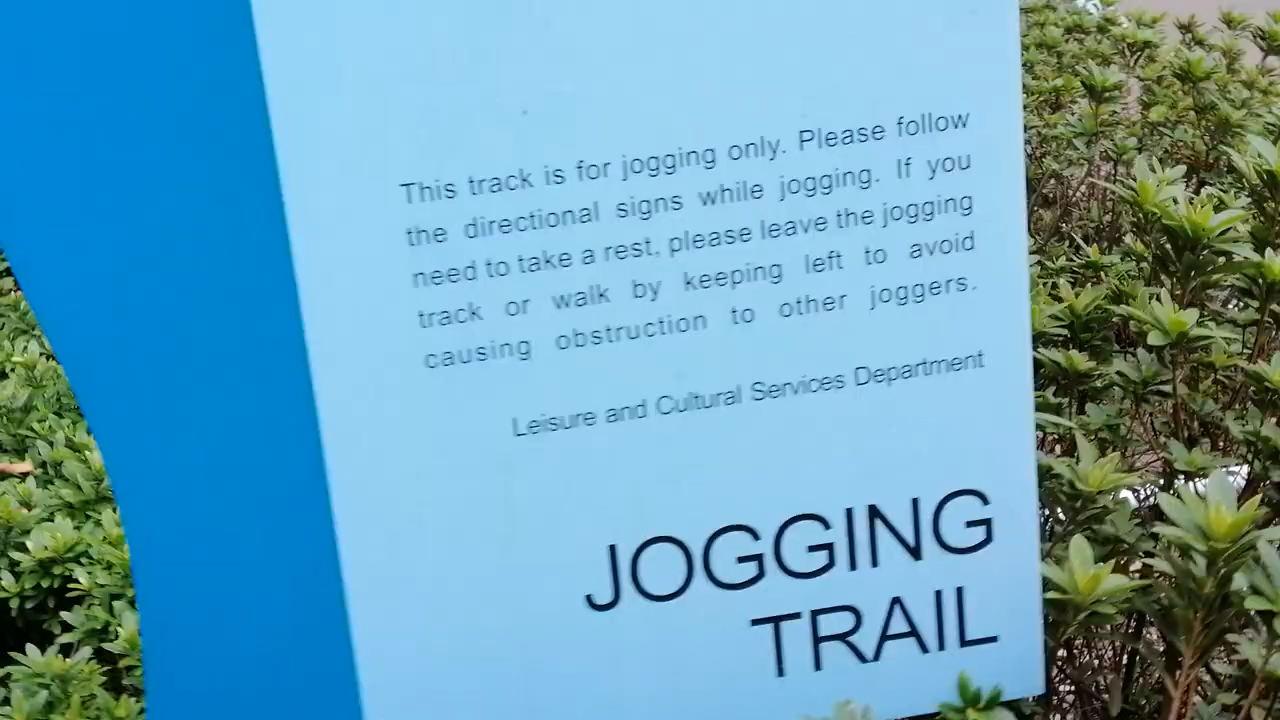 This track is for jogging only. Please follow
the directional signs while jogging. If you
need to take a rest, please leave the jogging
track or walk by keeping left to avoid
causing obstruction to other joggers.
Leisure and Cultural Services Department
JOGGING
TRAIL